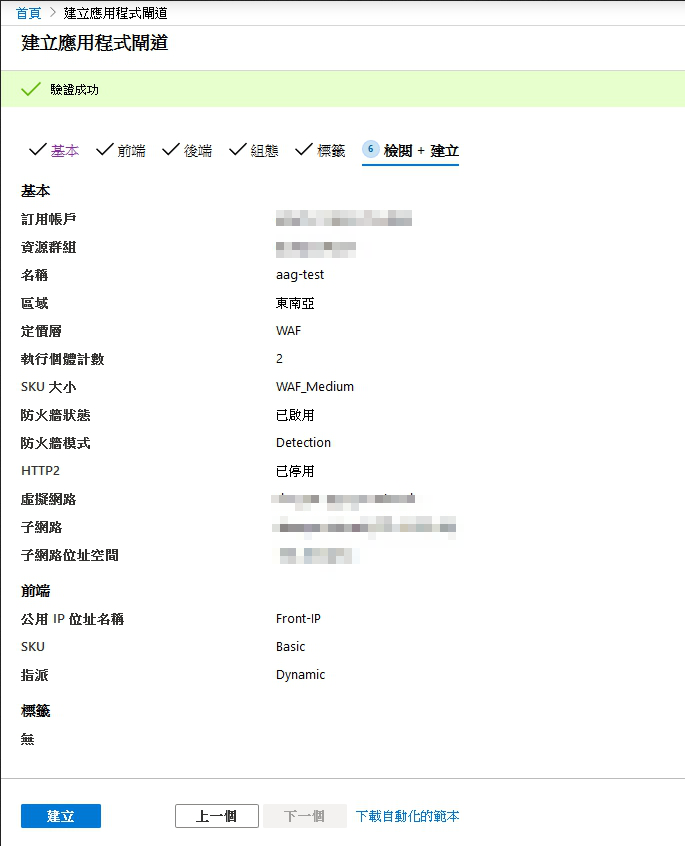 首頁 > 建立應用程式閘道
建立應用程式閘道
驗證成功
基本 前端 後端 組態 標籤 6 檢閱 + 建立
基本
訂用帳戶
資源群組
名稱 aag-test
區域 東南亞
定價層 WAF
執行個體計數 2
SKU 大小 WAF_Medium
防火牆狀態 已啟用
防火牆模式 Detection
HTTP2 已停用
虛擬網路
子網路
子網路位址空間
前端
公用 IP 位址名稱 Front-IP
SKU Basic
指派 Dynamic
標籤
無
建立 上一個 下一個 下載自動化的範本